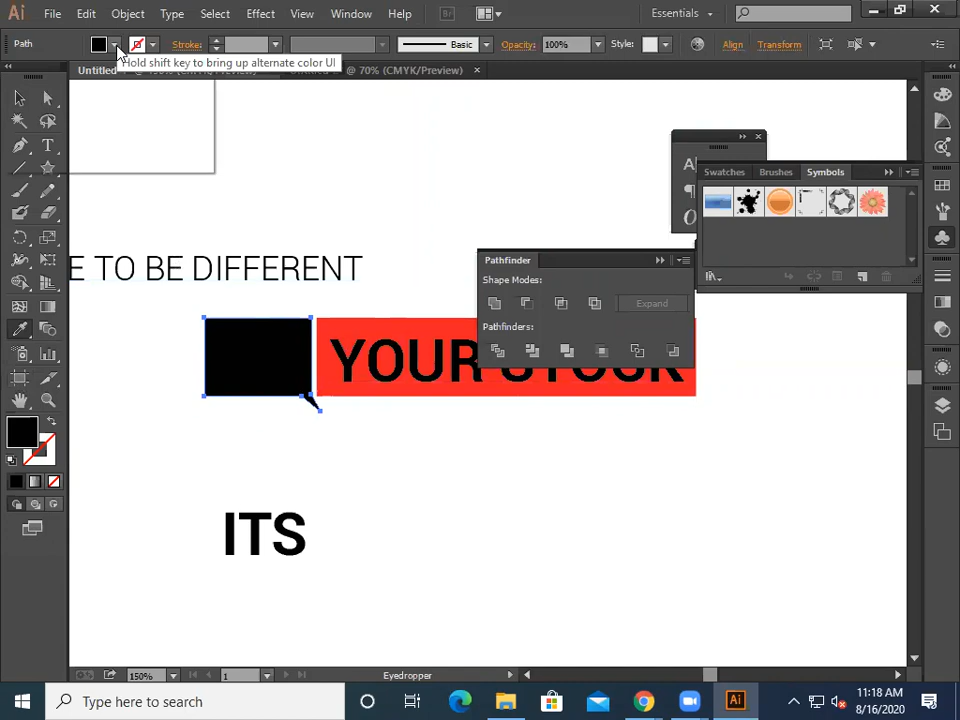 Ai File Edit Object Type Select Effect View Window Help Br Essentials
Path Stroke: Basic Opacity: 100% Style: Align Transform
Hold shift key to bring up alternate color UI
Untitled @ 70% (CMYK/Preview) ×
Swatches Brushes Symbols
E TO BE DIFFERENT
Pathfinder
Shape Modes:
Expand
Pathfinders:
YOUR STOCK
ITS
150% 1 Eyedropper
Type here to search
Ai
11:18 AM
8/16/2020